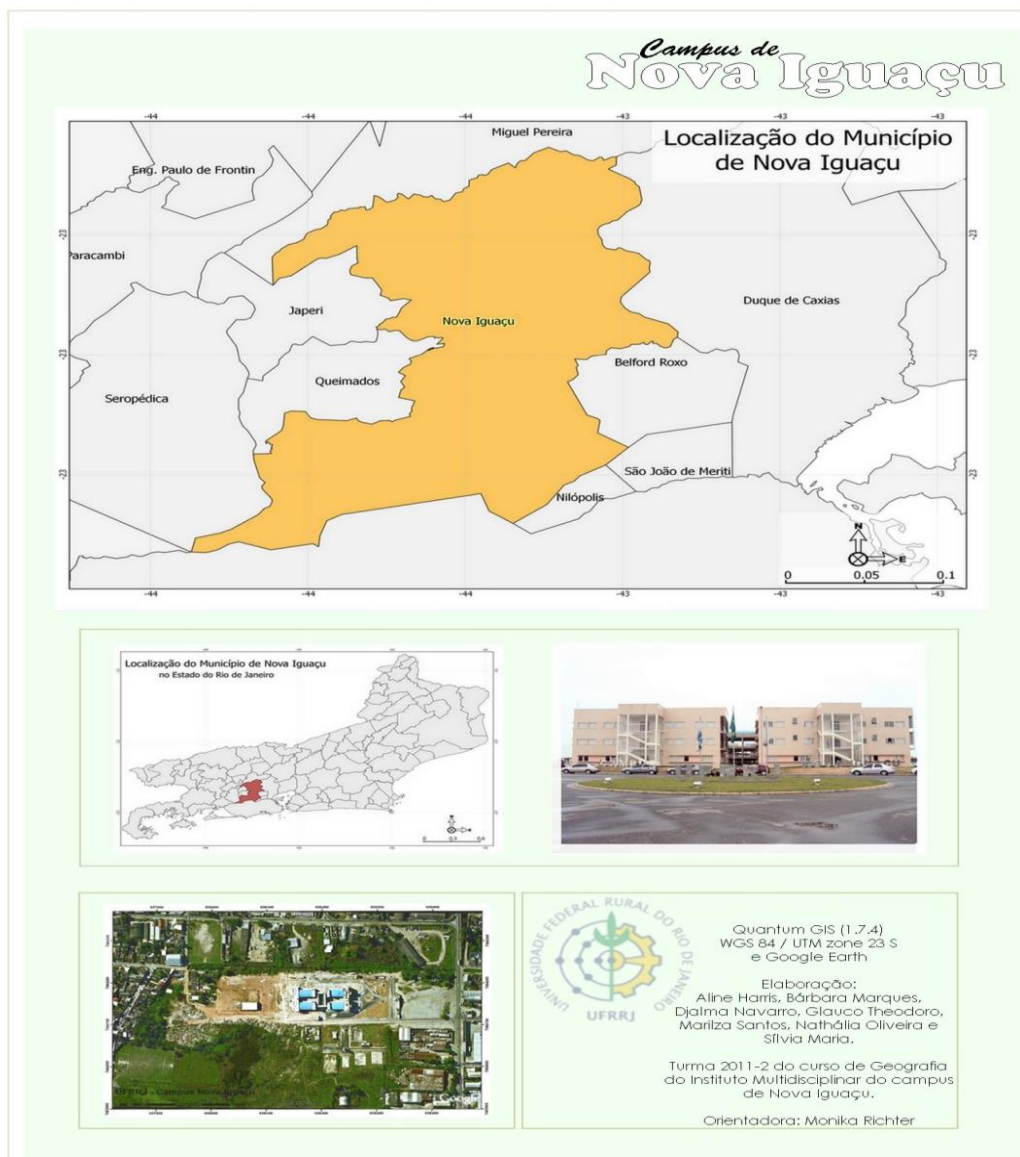 Campus de
Nova Iguaçu
Localização do Município
de Nova Iguaçu
-44
-44
-44
-43
-43
-43
Miguel Pereira
Eng. Paulo de Frontin
-23
-23
Paracambi
Japeri
Nova Iguaçu
Duque de Caxias
-23
-23
Queimados
Belford Roxo
Seropédica
-23
-23
São João de Meriti
Nilópolis
N
E
0 0.05 0.1
-44
-44
-44
-43
-43
-43
Localização do Município de Nova Iguaçu
no Estado do Rio de Janeiro
UFRRJ - Campus Nova Iguaçu
Google
UNIVERSIDADE FEDERAL RURAL DO RIO DE JANEIRO
UFRRJ
Quantum GIS (1.7.4)
WGS 84 / UTM zone 23 S
e Google Earth
Elaboração:
Aline Harris, Bárbara Marques,
Djalma Navarro, Glauco Theodoro,
Marilza Santos, Nathália Oliveira e
Sílvia Maria.
Turma 2011-2 do curso de Geografia
do Instituto Multidisciplinar do campus
de Nova Iguaçu.
Orientadora: Monika Richter